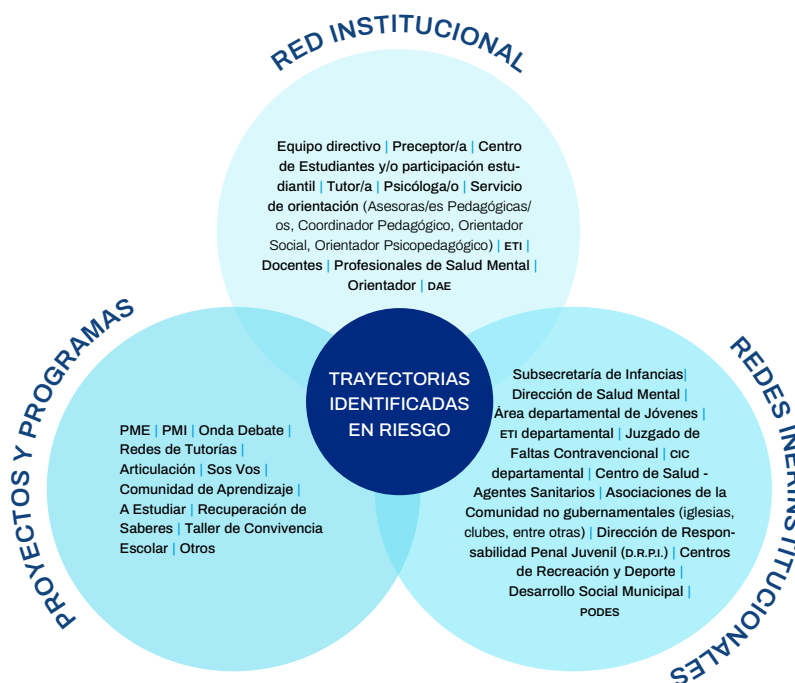 RED INSTITUCIONAL
Equipo directivo | Preceptor/a | Centro
de Estudiantes y/o participación estu-
diantil | Tutor/a | Psicóloga/o | Servicio
de orientación (Asesoras/es Pedagógicas/
os, Coordinador Pedagógico, Orientador
Social, Orientador Psicopedagógico) | ETI |
Docentes | Profesionales de Salud Mental |
Orientador | DAE
TRAYECTORIAS
IDENTIFICADAS
EN RIESGO
PROYECTOS Y PROGRAMAS
PME | PMI | Onda Debate |
Redes de Tutorías |
Articulación | Sos Vos |
Comunidad de Aprendizaje |
A Estudiar | Recuperación de
Saberes | Taller de Convivencia
Escolar | Otros
REDES INERINSTITUCIONALES
Subsecretaría de Infancias|
Dirección de Salud Mental |
Área departamental de Jóvenes |
ETI departamental | Juzgado de
Faltas Contravencional | CIC
departamental | Centro de Salud -
Agentes Sanitarios | Asociaciones de la
Comunidad no gubernamentales (iglesias,
clubes, entre otras) | Dirección de Respon-
sabilidad Penal Juvenil (D.R.P.I.) | Centros
de Recreación y Deporte |
Desarrollo Social Municipal |
PODES